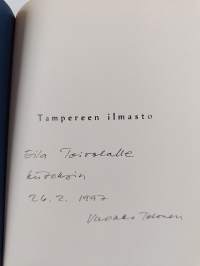 Tampereen ilmasto
Eila Toivolalle
kiitoksin
26.2.1997